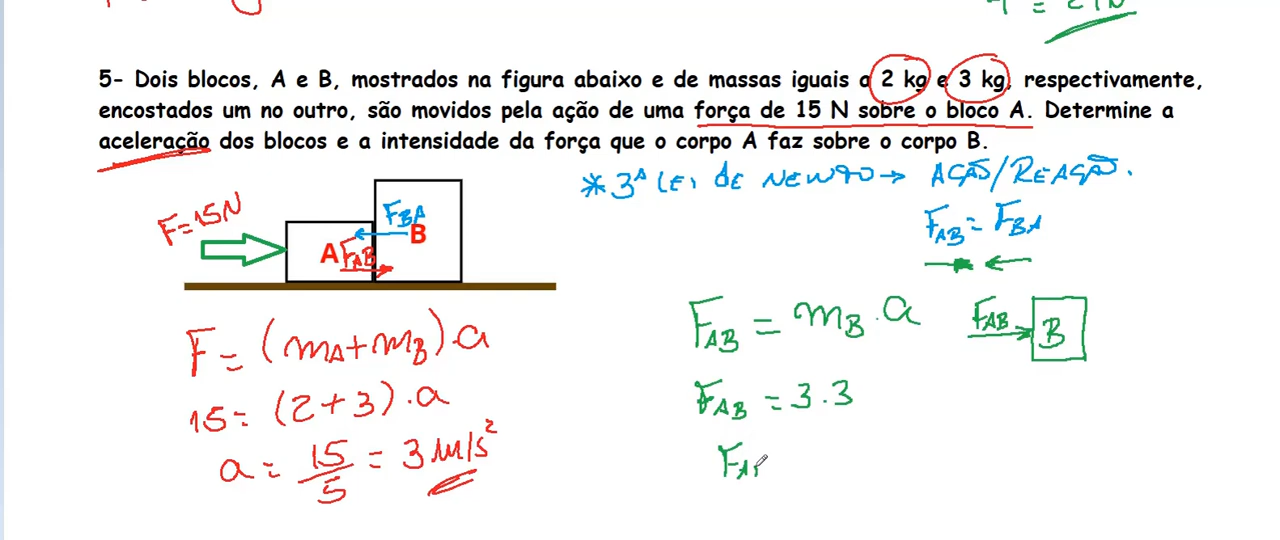 5- Dois blocos, A e B, mostrados na figura abaixo e de massas iguais a 2 kg e 3 kg, respectivamente,
encostados um no outro, são movidos pela ação de uma força de 15 N sobre o bloco A. Determine a
aceleração dos blocos e a intensidade da força que o corpo A faz sobre o corpo B.
* 3ª LEI DE NEWTO → AÇÃO/REAÇÃO.
F=15N
FBA
B
A FAB
FAB = FBA
F = (mA+mB).a
15 = (2+3).a
a = 15/5 = 3 m/s²
FAB = mB.a
FAB
B
FAB = 3.3